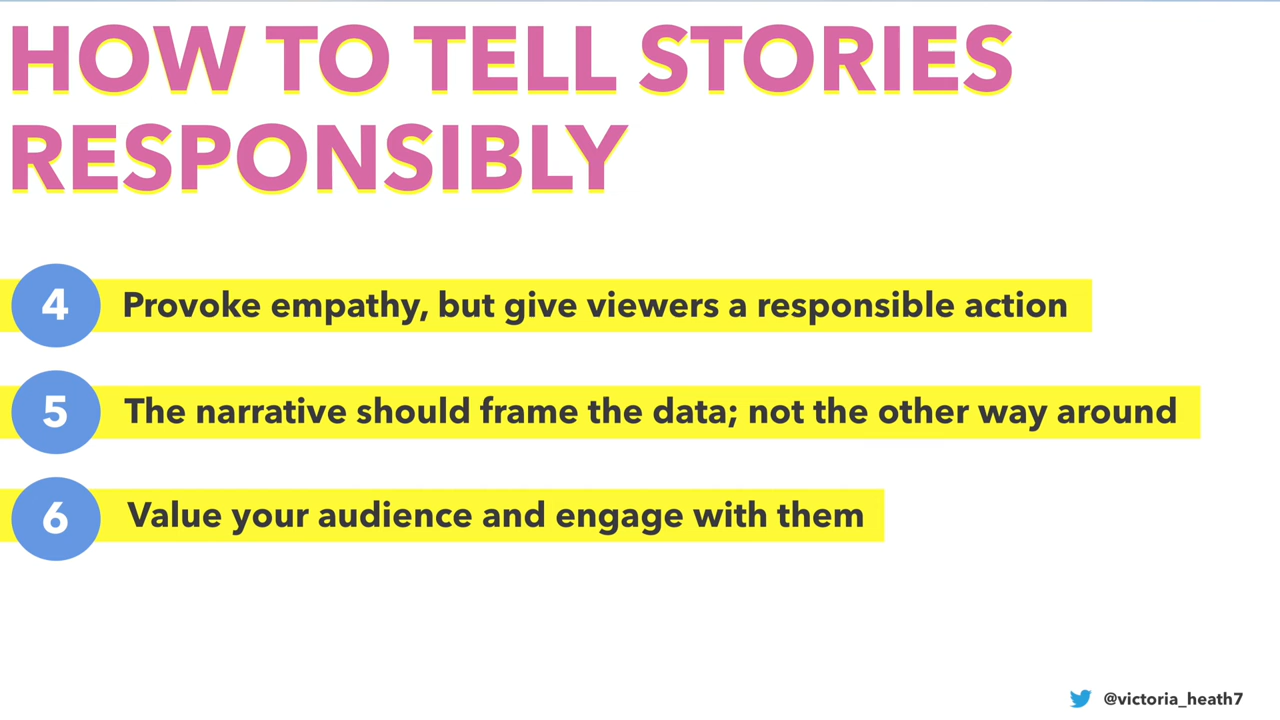 HOW TO TELL STORIES
RESPONSIBLY
4 Provoke empathy, but give viewers a responsible action
5 The narrative should frame the data; not the other way around
6 Value your audience and engage with them
@victoria_heath7